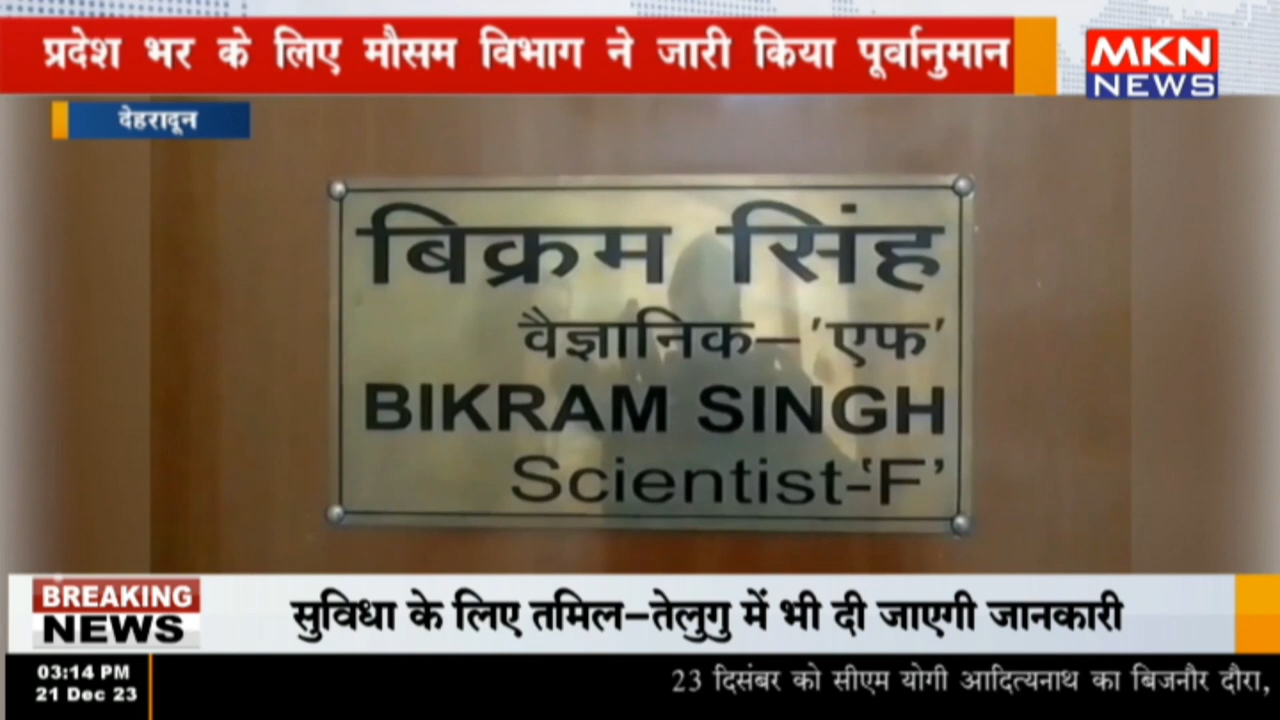 प्रदेश भर के लिए मौसम विभाग ने जारी किया पूर्वानुमान
MKN
NEWS
देहरादून
बिक्रम सिंह
वैज्ञानिक–'एफ'
BIKRAM SINGH
Scientist-'F'
BREAKING
NEWS
सुविधा के लिए तमिल–तेलुगु में भी दी जाएगी जानकारी
03:14 PM
21 Dec 23
23 दिसंबर को सीएम योगी आदित्यनाथ का बिजनौर दौरा,